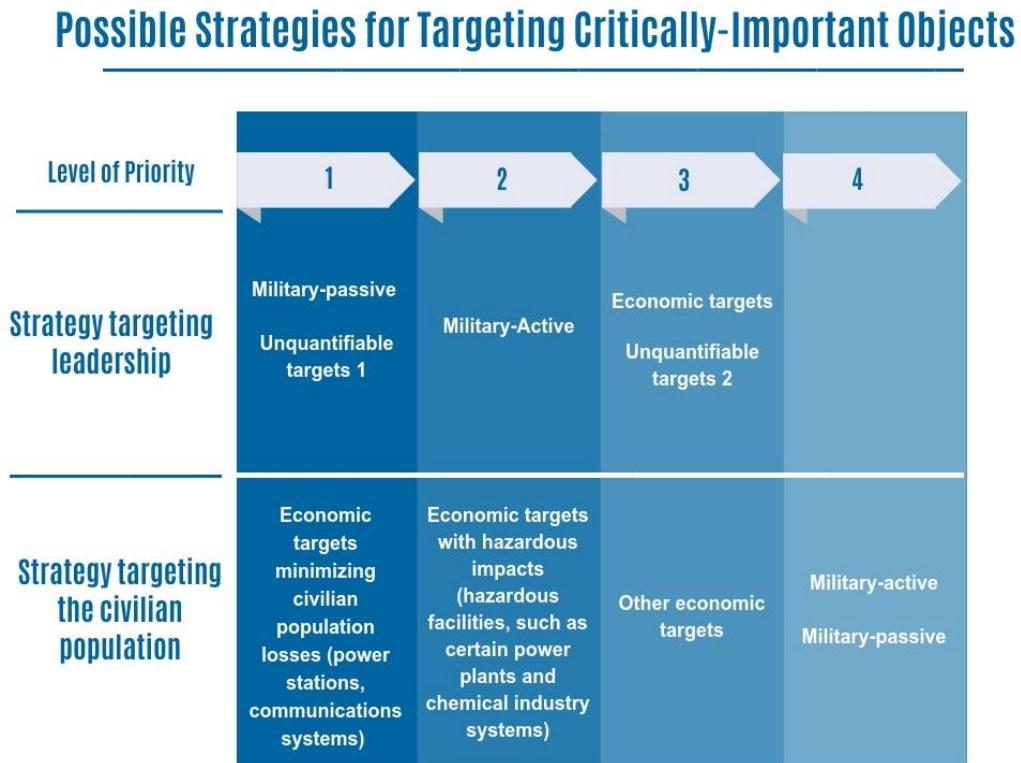 Possible Strategies for Targeting Critically-Important Objects
Level of Priority
1
2
3
4
Strategy targeting
leadership
Military-passive
Unquantifiable
targets 1
Military-Active
Economic targets
Unquantifiable
targets 2
Strategy targeting
the civilian
population
Economic
targets
minimizing
civilian
population
losses (power
stations,
communications
systems)
Economic targets
with hazardous
impacts
(hazardous
facilities, such as
certain power
plants and
chemical industry
systems)
Other economic
targets
Military-active
Military-passive